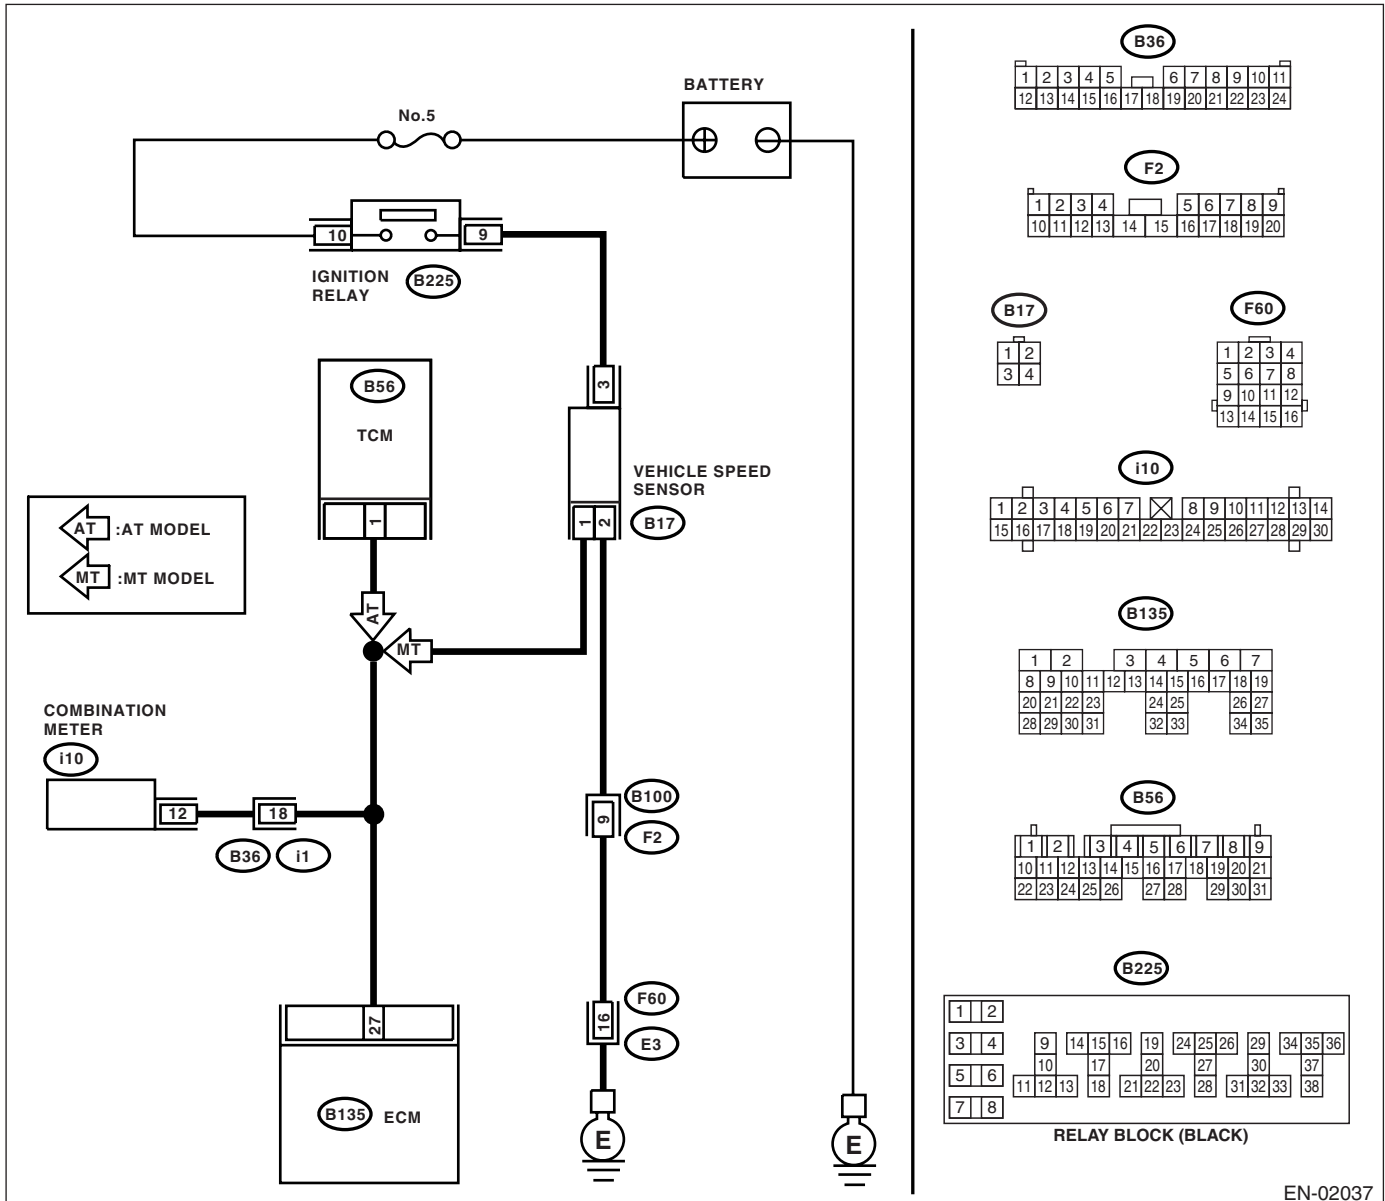 BATTERY
No.5
10
9
IGNITION
RELAY
B225
B56
TCM
1
3
VEHICLE SPEED
SENSOR
B17
1 2
AT :AT MODEL
MT :MT MODEL
AT
MT
COMBINATION
METER
i10
12
18
B36 i1
B100
9
F2
F60
16
E3
27
B135 ECM
E
E
B36
1 2 3 4 5 6 7 8 9 10 11
12 13 14 15 16 17 18 19 20 21 22 23 24
F2
1 2 3 4 5 6 7 8 9
10 11 12 13 14 15 16 17 18 19 20
B17
1 2
3 4
F60
1 2 3 4
5 6 7 8
9 10 11 12
13 14 15 16
i10
1 2 3 4 5 6 7 8 9 10 11 12 13 14
15 16 17 18 19 20 21 22 23 24 25 26 27 28 29 30
B135
1 2 3 4 5 6 7
8 9 10 11 12 13 14 15 16 17 18 19
20 21 22 23 24 25 26 27
28 29 30 31 32 33 34 35
B56
1 2 3 4 5 6 7 8 9
10 11 12 13 14 15 16 17 18 19 20 21
22 23 24 25 26 27 28 29 30 31
B225
1 2
3 4 9 14 15 16 19 24 25 26 29 34 35 36
10 17 20 27 30 37
5 6 11 12 13 18 21 22 23 28 31 32 33 38
7 8
RELAY BLOCK (BLACK)
EN-02037